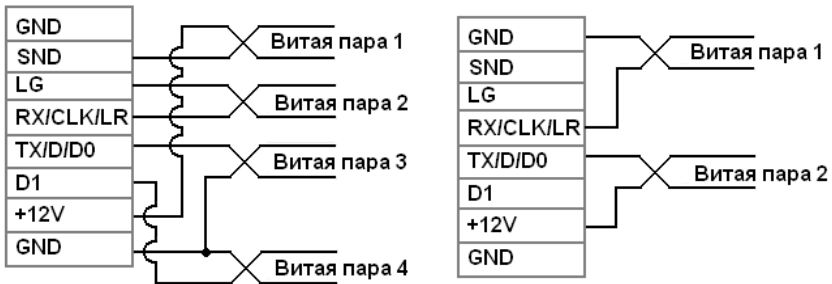 GND
SND
LG
RX/CLK/LR
TX/D/D0
D1
+12V
GND
Витая пара 1
Витая пара 2
Витая пара 3
Витая пара 4
GND
SND
LG
RX/CLK/LR
TX/D/D0
D1
+12V
GND
Витая пара 1
Витая пара 2